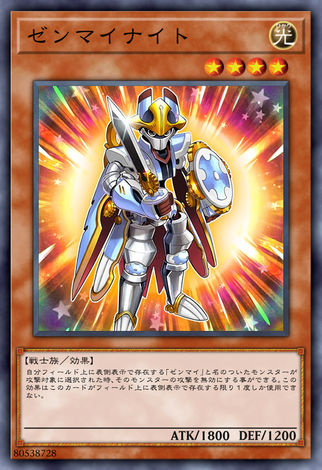 ゼンマイナイト
光
【戦士族／効果】
自分フィールド上に表側表示で存在する「ゼンマイ」と名のついたモンスターが
攻撃対象に選択された時、そのモンスターの攻撃を無効にする事ができる。この
効果はこのカードがフィールド上に表側表示で存在する限り１度しか使用でき
ない。
ATK/1800 DEF/1200
80538728